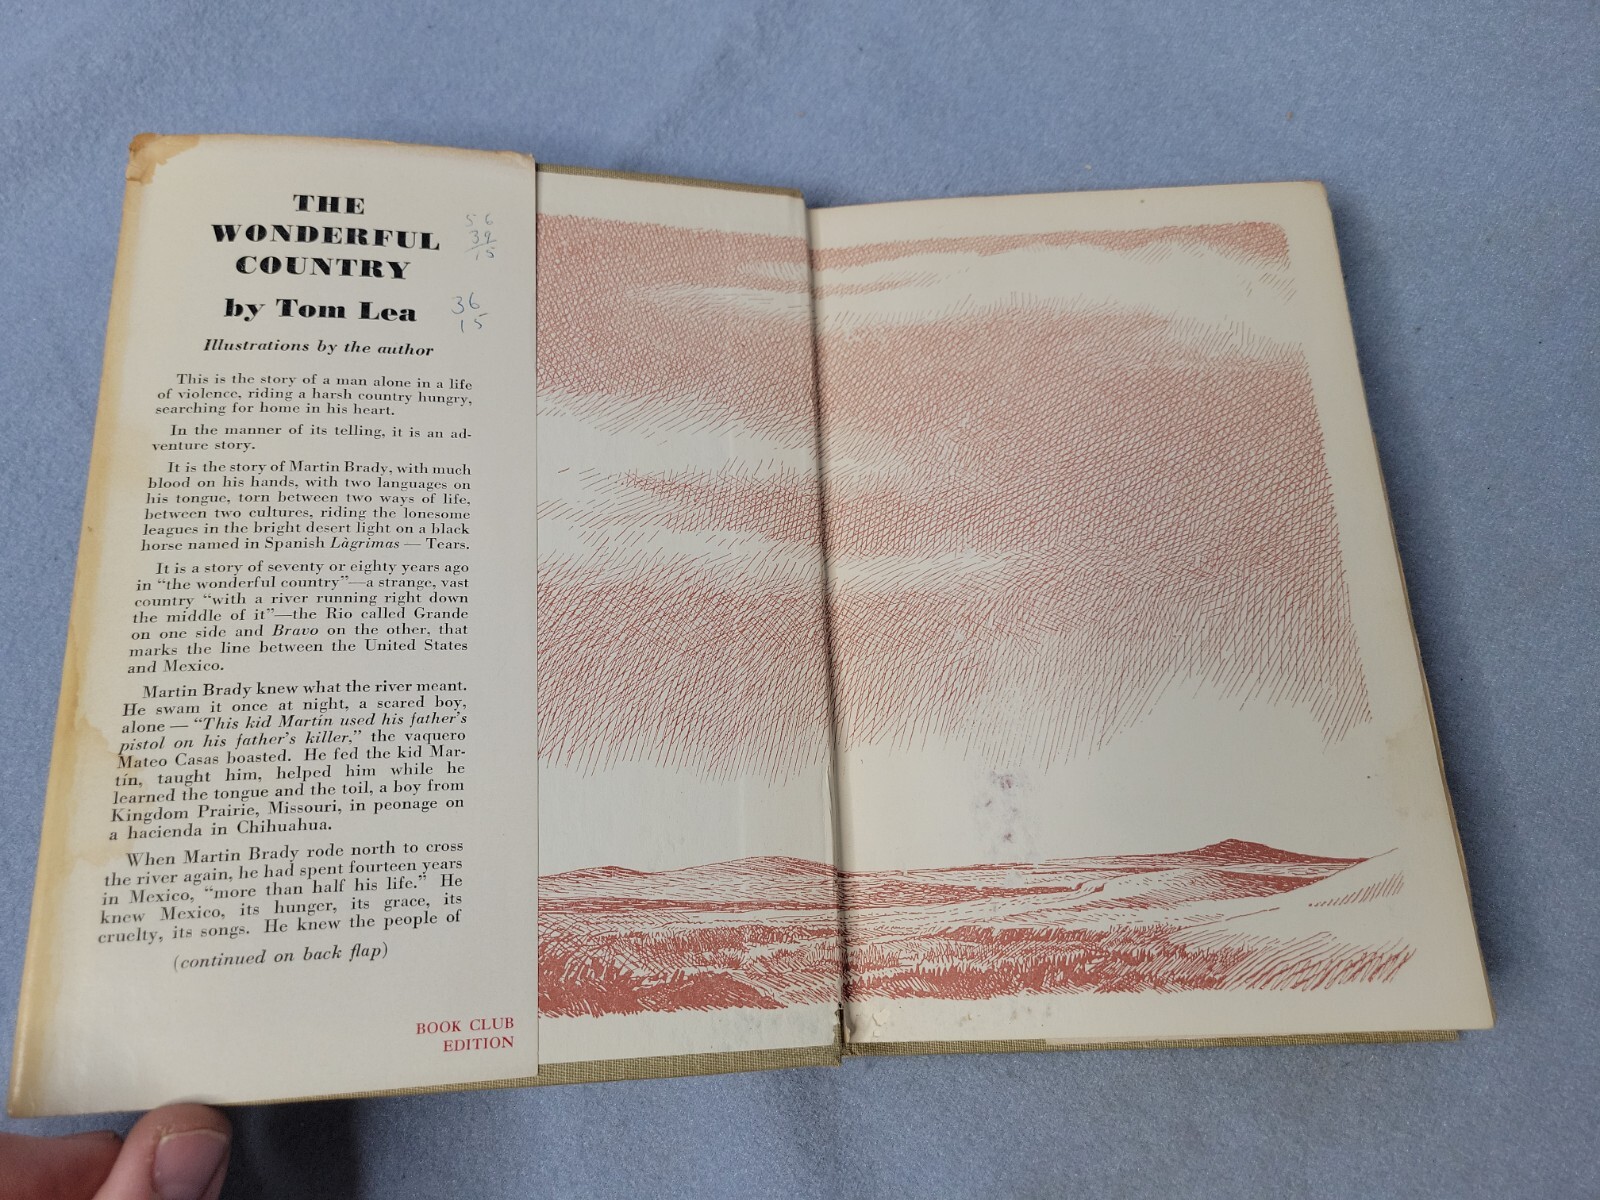 THE
WONDERFUL
COUNTRY
by Tom Lea
Illustrations by the author
56
39
15
36
15
This is the story of a man alone in a life
of violence, riding a harsh country hungry,
searching for home in his heart.
In the manner of its telling, it is an ad-
venture story.
It is the story of Martin Brady, with much
blood on his hands, with two languages on
his tongue, torn between two ways of life,
between two cultures, riding the lonesome
leagues in the bright desert light on a black
horse named in Spanish Làgrimas — Tears.
It is a story of seventy or eighty years ago
in "the wonderful country"—a strange, vast
country "with a river running right down
the middle of it"—the Rio called Grande
on one side and Bravo on the other, that
marks the line between the United States
and Mexico.
Martin Brady knew what the river meant.
He swam it once at night, a scared boy,
alone — "This kid Martín used his father's
pistol on his father's killer," the vaquero
Mateo Casas boasted. He fed the kid Mar-
tín, taught him, helped him while he
learned the tongue and the toil, a boy from
Kingdom Prairie, Missouri, in peonage on
a hacienda in Chihuahua.
When Martin Brady rode north to cross
the river again, he had spent fourteen years
in Mexico, "more than half his life." He
knew Mexico, its hunger, its grace, its
cruelty, its songs. He knew the people of
(continued on back flap)
BOOK CLUB
EDITION